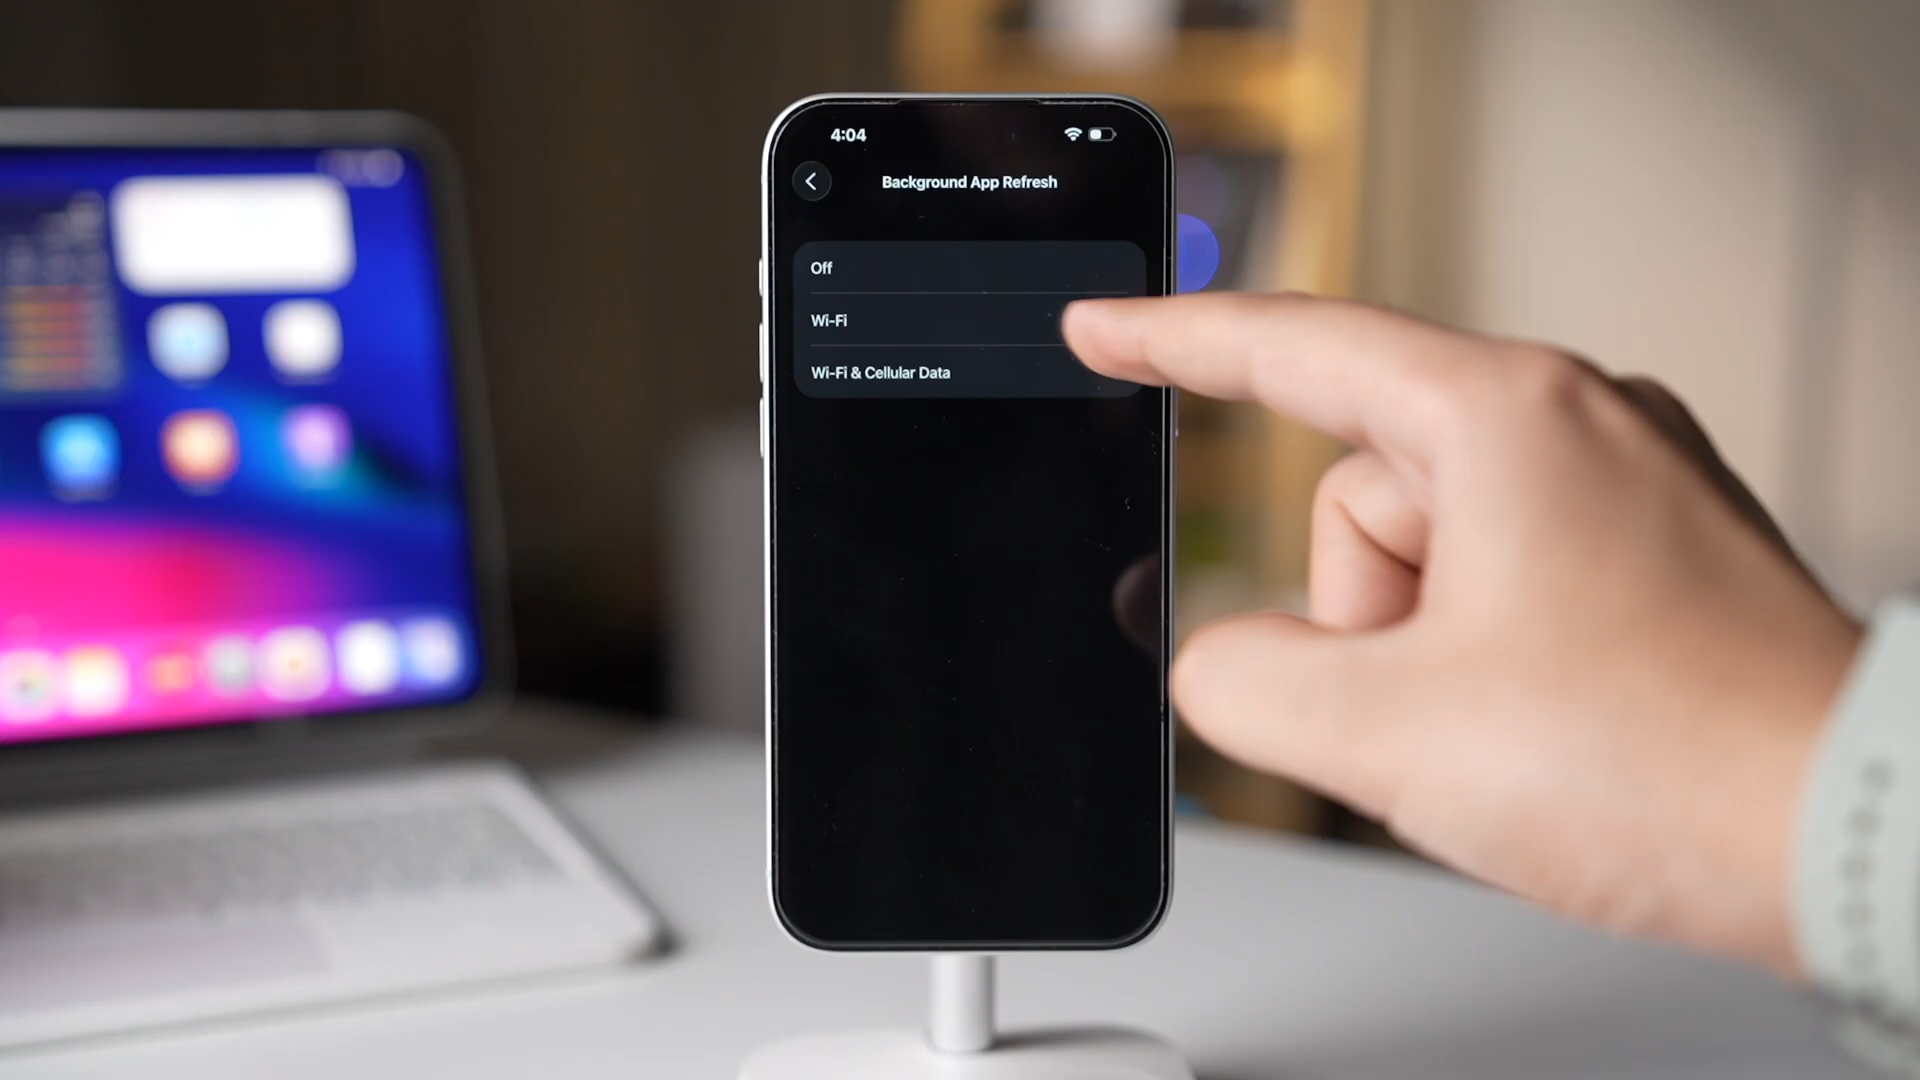 4:04
Background App Refresh
Off
Wi-Fi
Wi-Fi & Cellular Data